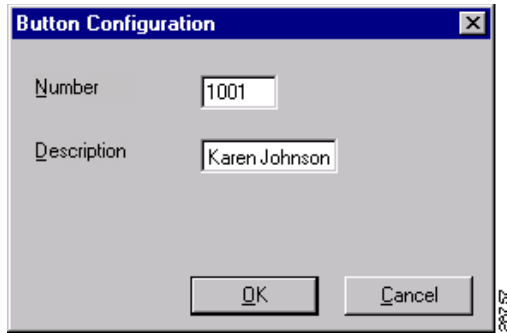 Button Configuration
Number 1001
Description Karen Johnson
OK Cancel